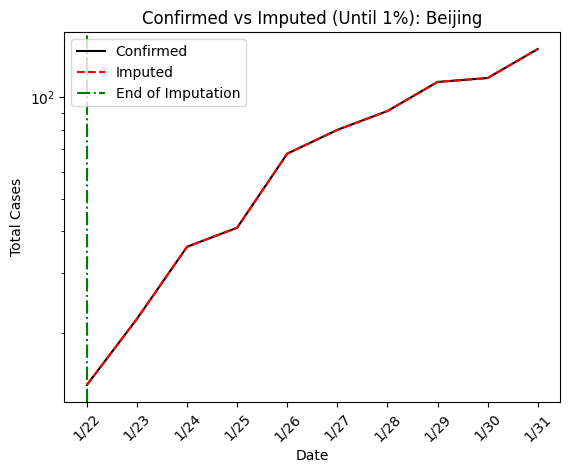 Confirmed vs Imputed (Until 1%): Beijing
Confirmed
Imputed
End of Imputation
10²
Total Cases
1/22
1/23
1/24
1/25
1/26
1/27
1/28
1/29
1/30
1/31
Date